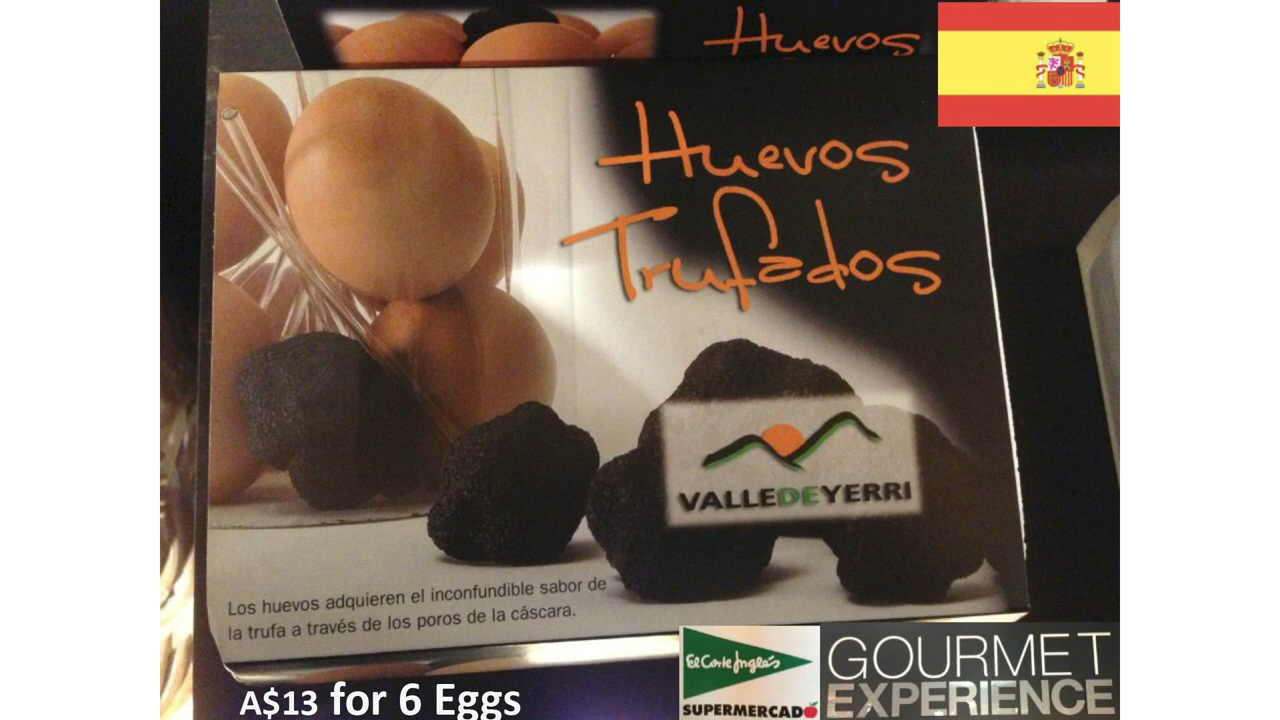 Huevos
Huevos
Trufados
VALLEDEYERRI
Los huevos adquieren el inconfundible sabor de
la trufa a través de los poros de la cáscara.
El Corte Inglés
SUPERMERCADO
GOURMET
EXPERIENCE
A$13 for 6 Eggs